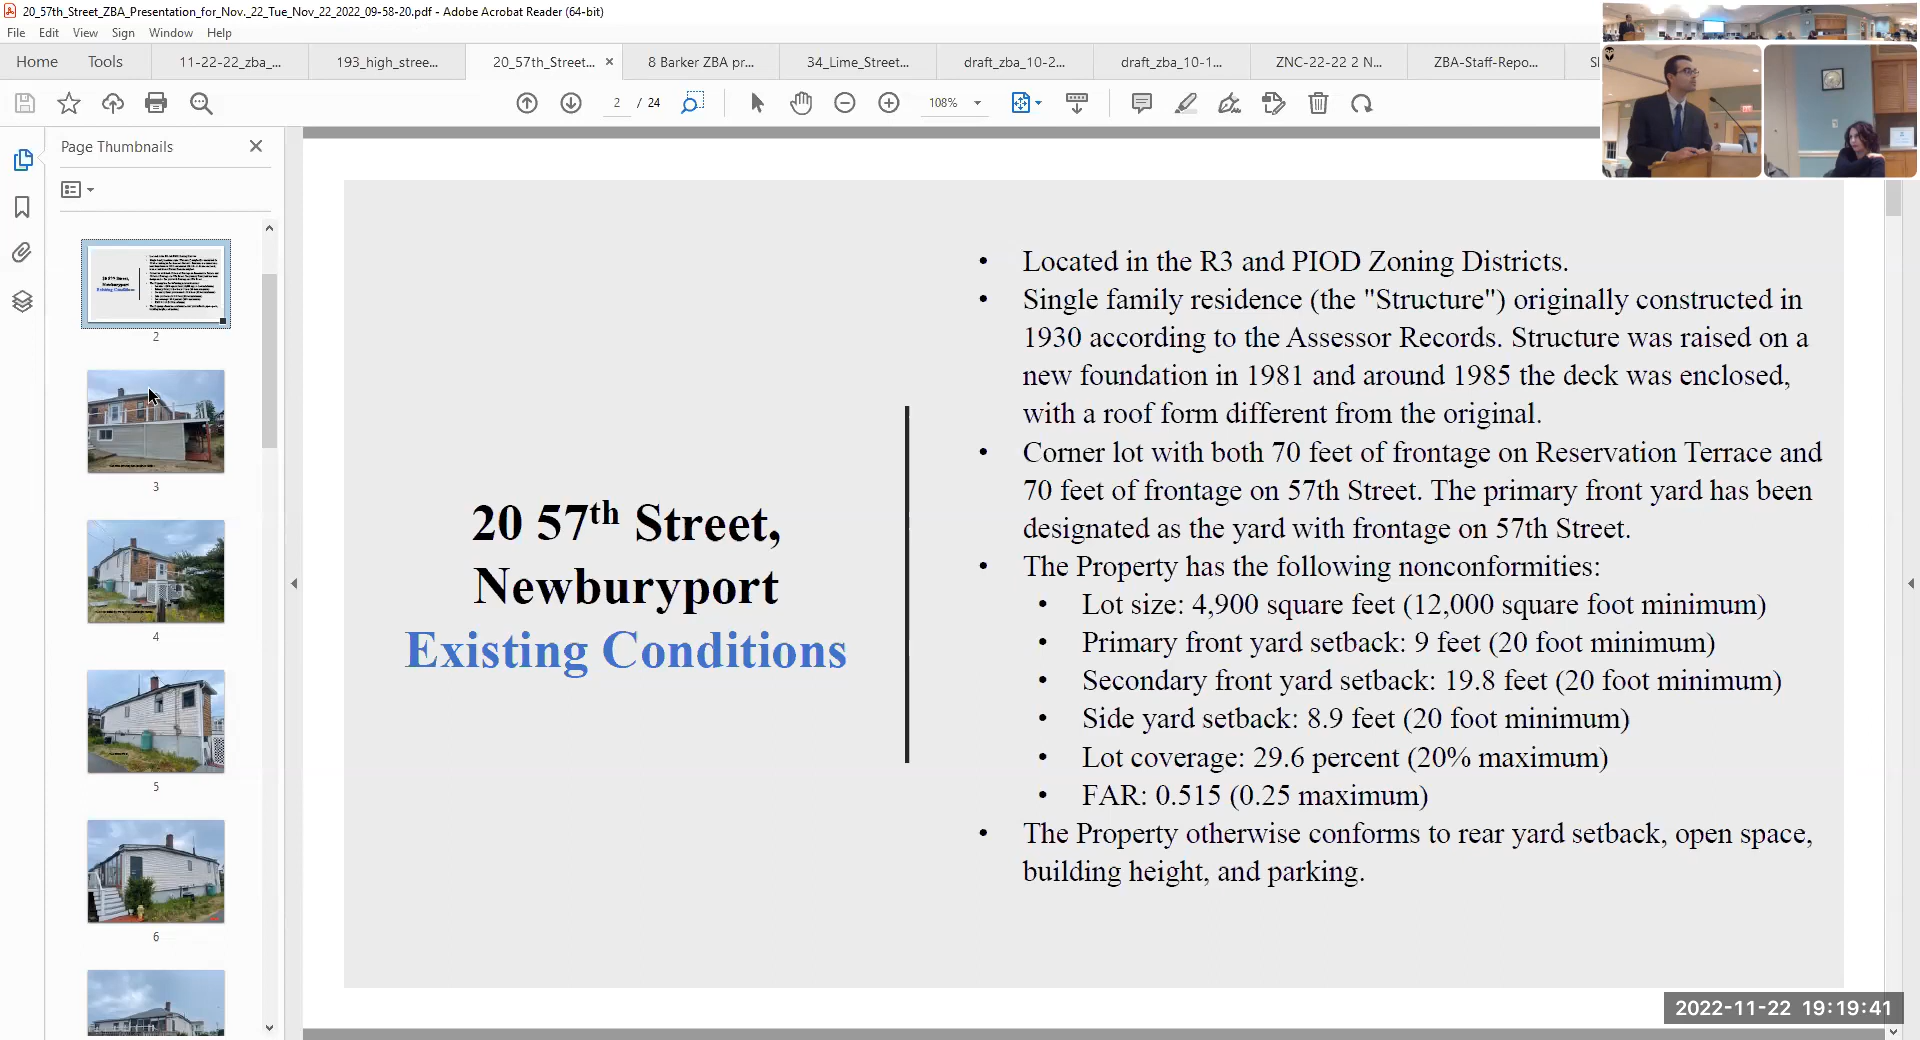 20_57th_Street_ZBA_Presentation_for_Nov._22_Tue_Nov_22_2022_09-58-20.pdf - Adobe Acrobat Reader (64-bit)
File Edit View Sign Window Help
Home Tools 11-22-22_zba_... 193_high_stree... 20_57th_Street... × 8 Barker ZBA pr... 34_Lime_Street... draft_zba_10-2... draft_zba_10-1... ZNC-22-22 2 N... ZBA-Staff-Repo...
2 / 24 108%
Page Thumbnails
2
3
4
5
6
20 57th Street,
Newburyport
Existing Conditions
• Located in the R3 and PIOD Zoning Districts.
• Single family residence (the "Structure") originally constructed in
1930 according to the Assessor Records. Structure was raised on a
new foundation in 1981 and around 1985 the deck was enclosed,
with a roof form different from the original.
• Corner lot with both 70 feet of frontage on Reservation Terrace and
70 feet of frontage on 57th Street. The primary front yard has been
designated as the yard with frontage on 57th Street.
• The Property has the following nonconformities:
• Lot size: 4,900 square feet (12,000 square foot minimum)
• Primary front yard setback: 9 feet (20 foot minimum)
• Secondary front yard setback: 19.8 feet (20 foot minimum)
• Side yard setback: 8.9 feet (20 foot minimum)
• Lot coverage: 29.6 percent (20% maximum)
• FAR: 0.515 (0.25 maximum)
• The Property otherwise conforms to rear yard setback, open space,
building height, and parking.
2022-11-22 19:19:41